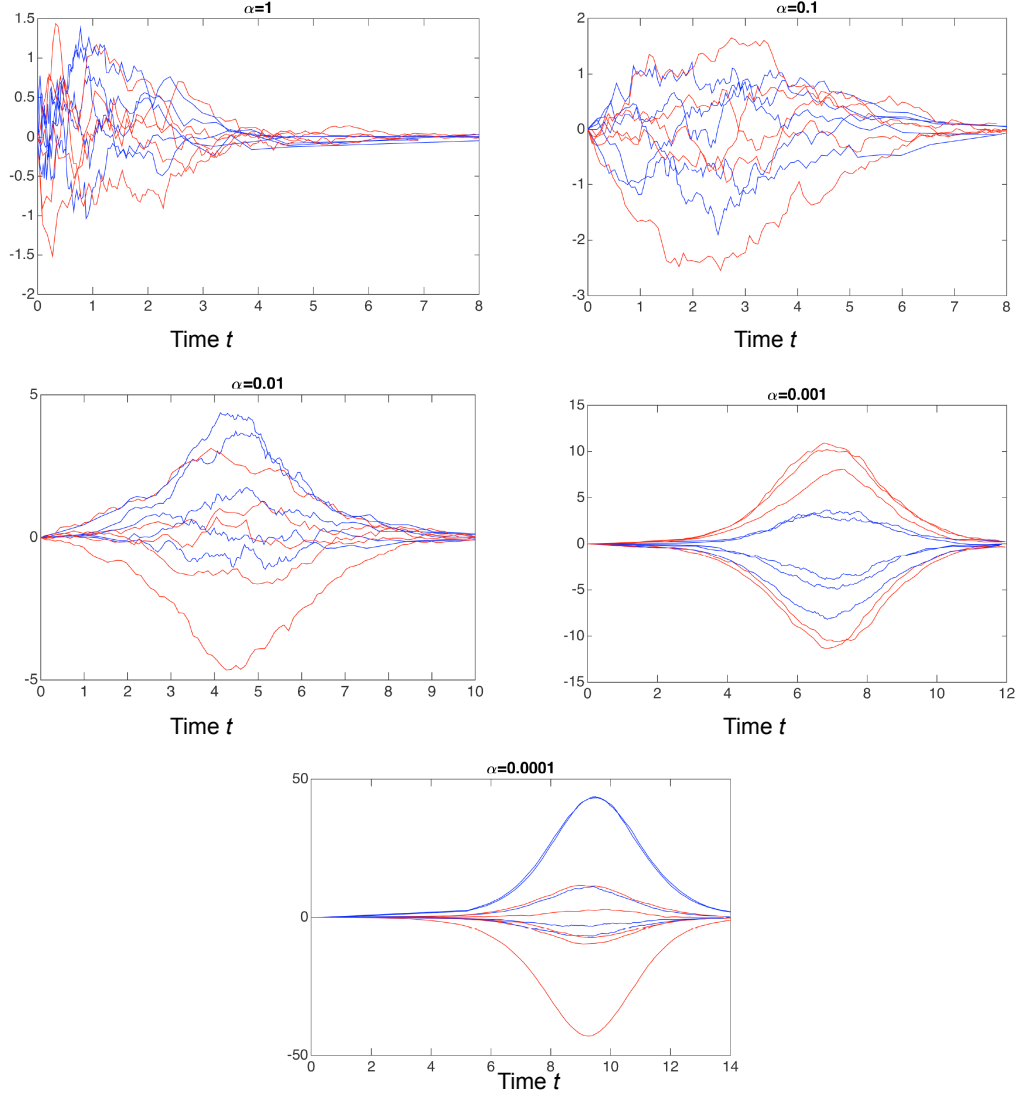 α=1
1.5
1
0.5
0
-0.5
-1
-1.5
-2
0 1 2 3 4 5 6 7 8
Time t
α=0.1
2
1
0
-1
-2
-3
0 1 2 3 4 5 6 7 8
Time t
α=0.01
5
0
-5
0 1 2 3 4 5 6 7 8 9 10
Time t
α=0.001
15
10
5
0
-5
-10
-15
0 2 4 6 8 10 12
Time t
α=0.0001
50
0
-50
0 2 4 6 8 10 12 14
Time t